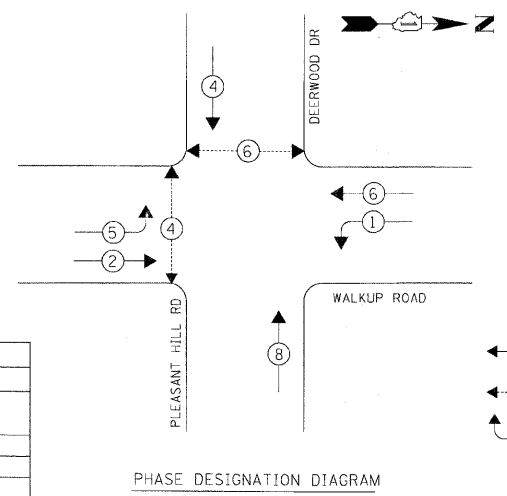 N
DEERWOOD DR
4
6
6
5
4
1
2
WALKUP ROAD
PLEASANT HILL RD
8
PHASE DESIGNATION DIAGRAM